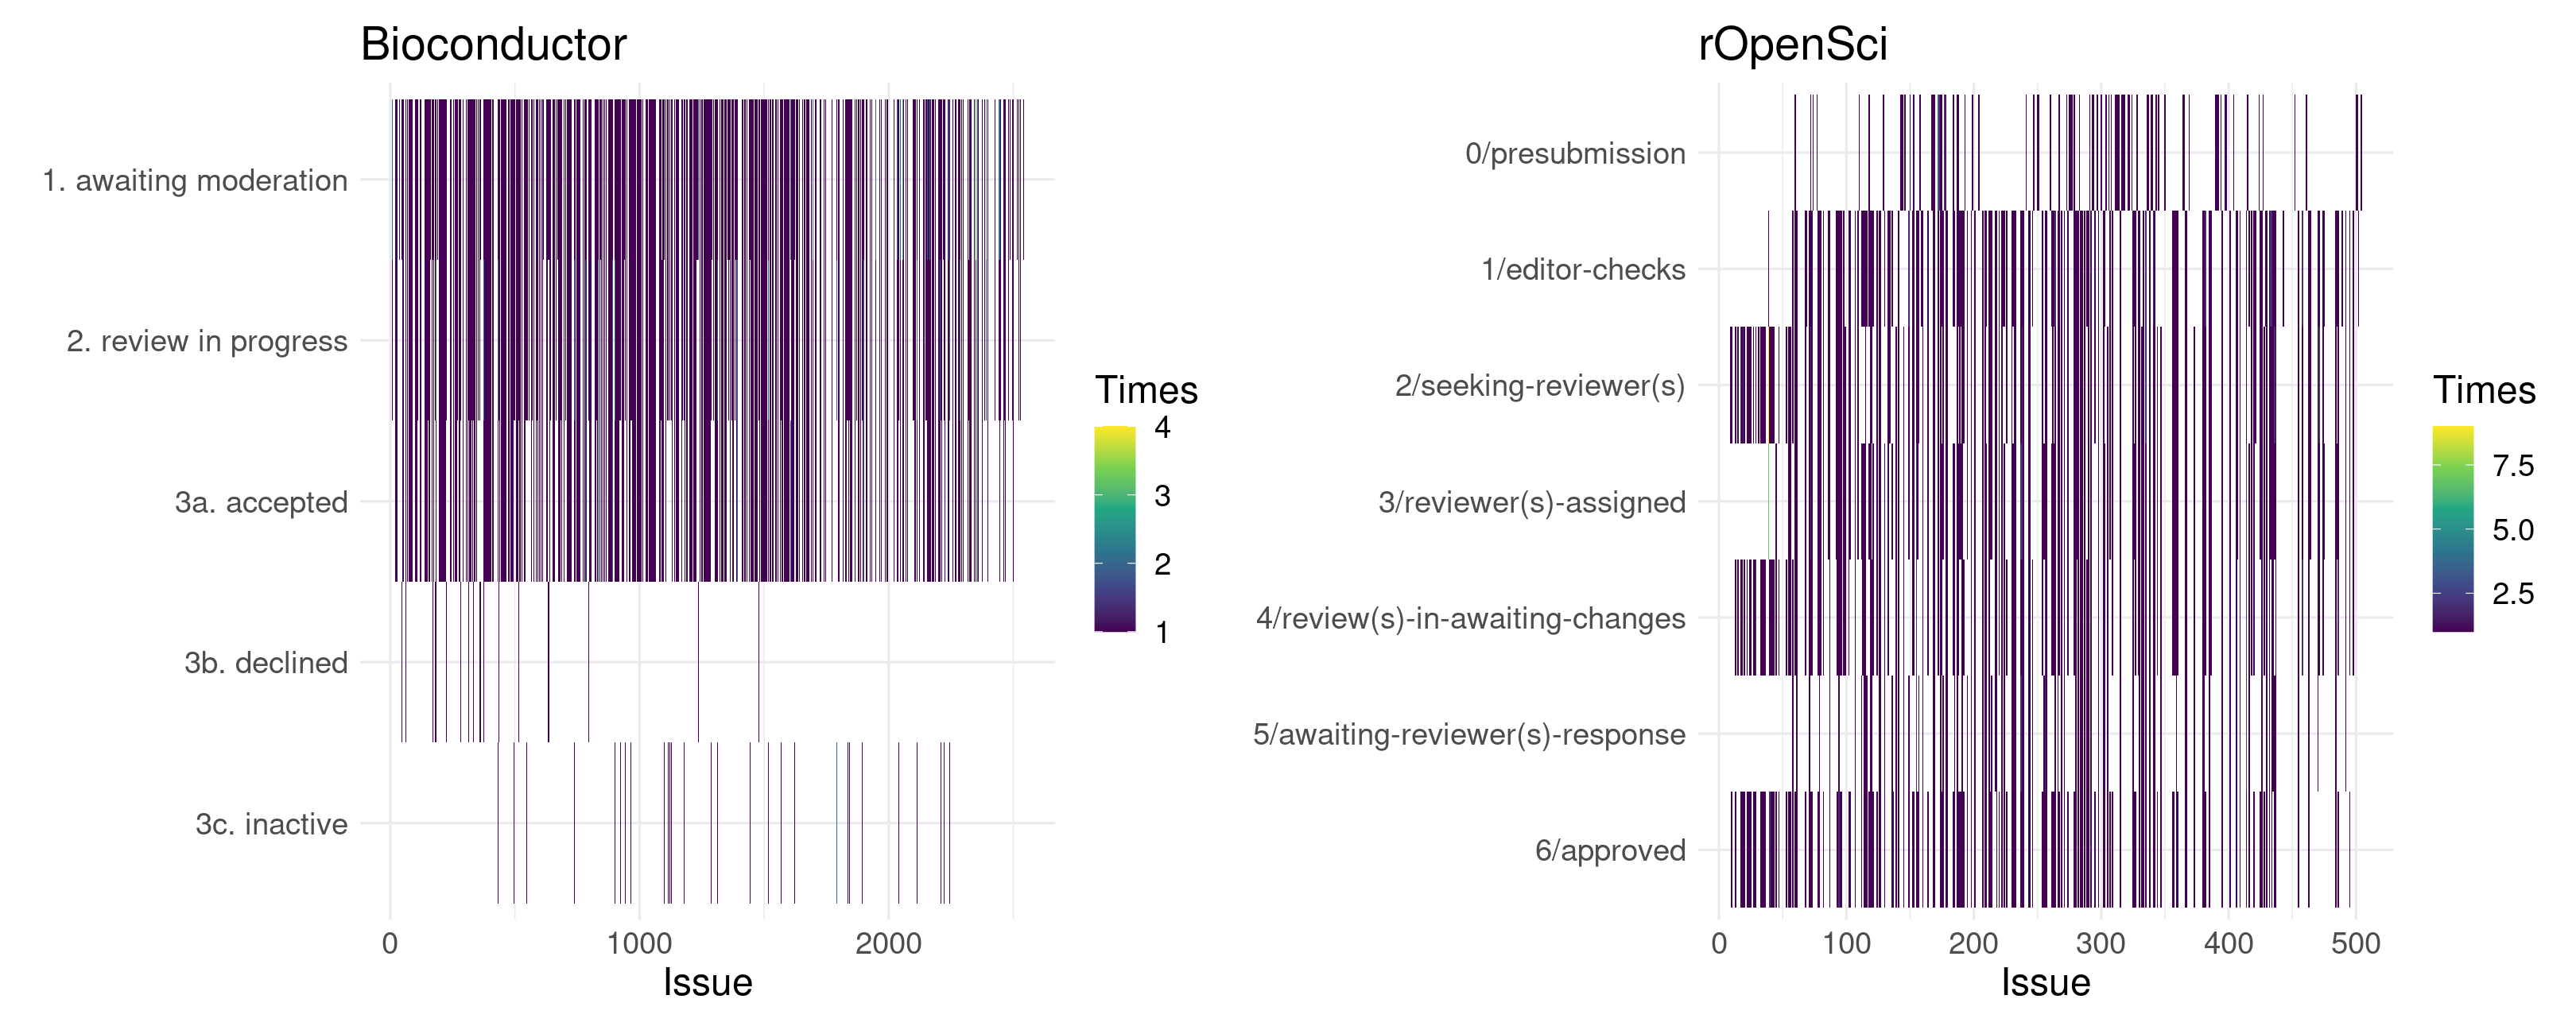 Bioconductor
1. awaiting moderation
2. review in progress
3a. accepted
3b. declined
3c. inactive
0
1000
2000
Issue
Times
4
3
2
1
rOpenSci
0/presubmission
1/editor-checks
2/seeking-reviewer(s)
3/reviewer(s)-assigned
4/review(s)-in-awaiting-changes
5/awaiting-reviewer(s)-response
6/approved
0
100
200
300
400
500
Issue
Times
7.5
5.0
2.5